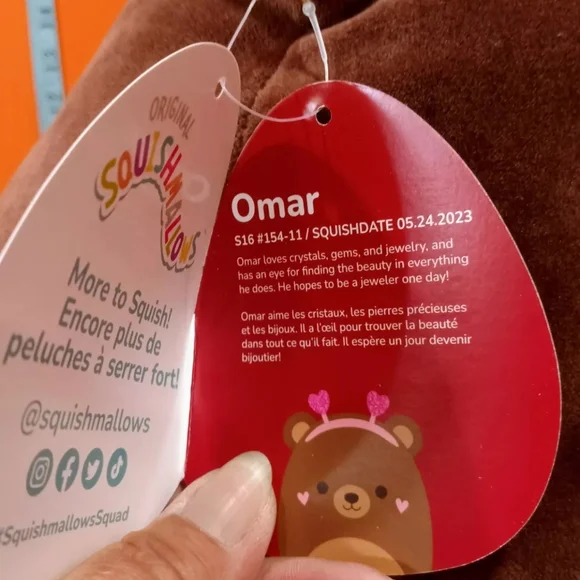 ORIGINAL
SQUISHMALLOWS
More to Squish!
Encore plus de
peluches à serrer fort!
@squishmallows
#SquishmallowsSquad
Omar
S16 #154-11 / SQUISHDATE 05.24.2023
Omar loves crystals, gems, and jewelry, and
has an eye for finding the beauty in everything
he does. He hopes to be a jeweler one day!
Omar aime les cristaux, les pierres précieuses
et les bijoux. Il a l'œil pour trouver la beauté
dans tout ce qu'il fait. Il espère un jour devenir
bijoutier!